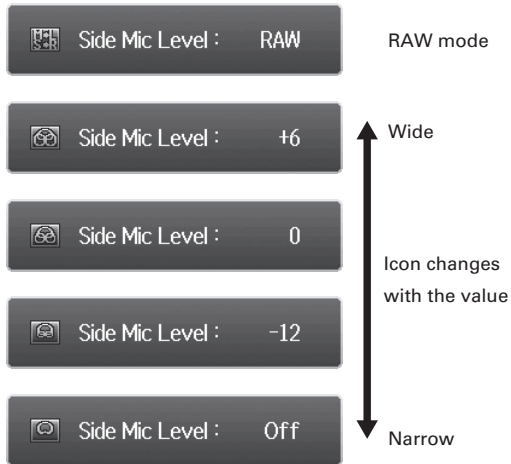 Side Mic Level : RAW
RAW mode
Side Mic Level : +6
Wide
Side Mic Level : 0
Icon changes
with the value
Side Mic Level : -12
Side Mic Level : Off
Narrow